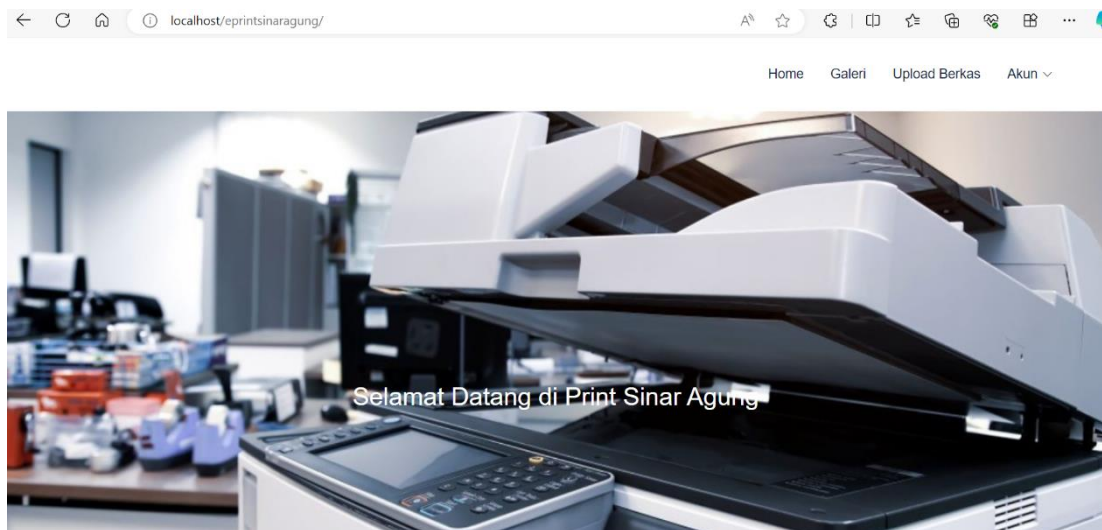 localhost/eprintsinaragung/
Home Galeri Upload Berkas Akun
Selamat Datang di Print Sinar Agung